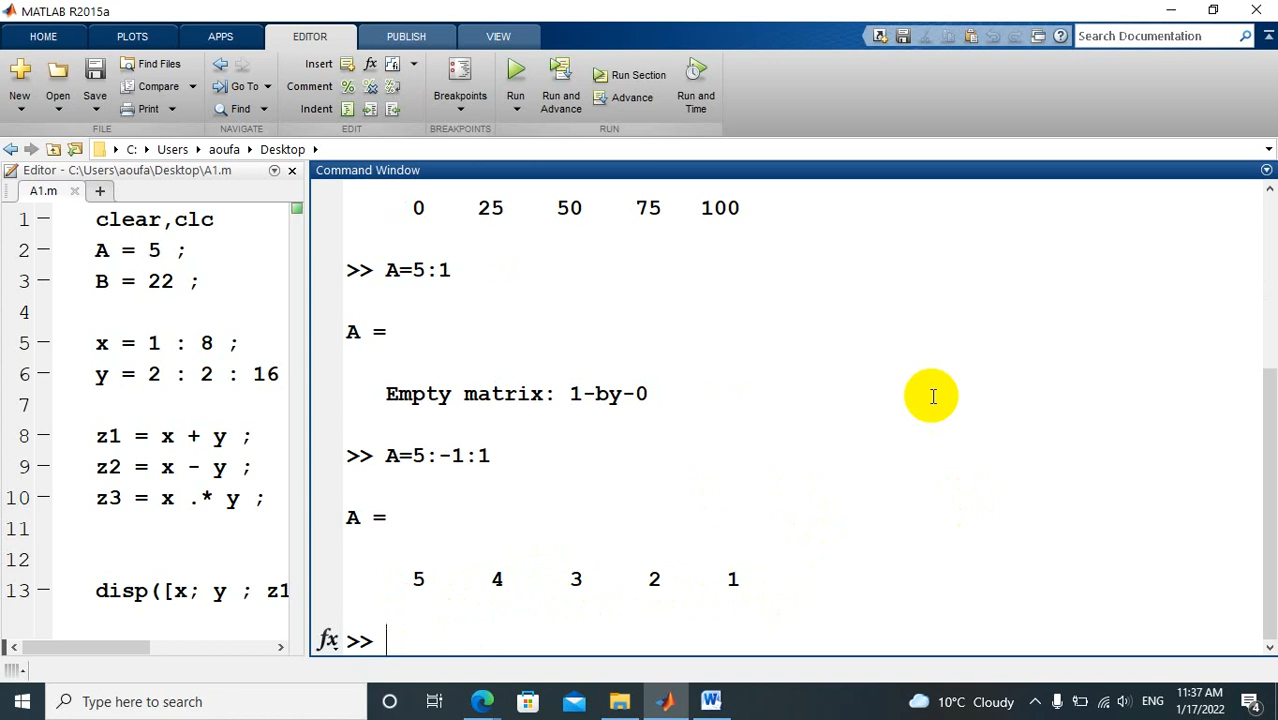 MATLAB R2015a
HOME PLOTS APPS EDITOR PUBLISH VIEW Search Documentation
New Open Save Find Files Compare Print Go To Find Insert fx Comment Indent Breakpoints Run Run and Advance Run Section Advance Run and Time
FILE NAVIGATE EDIT BREAKPOINTS RUN
C: Users aoufa Desktop
Editor - C:\Users\aoufa\Desktop\A1.m
A1.m
1 clear,clc
2 A = 5 ;
3 B = 22 ;
4
5 x = 1 : 8 ;
6 y = 2 : 2 : 16
7
8 z1 = x + y ;
9 z2 = x - y ;
10 z3 = x .* y ;
11
12
13 disp([x; y ; z1
Command Window
0 25 50 75 100
>> A=5:1
A =
Empty matrix: 1-by-0
>> A=5:-1:1
A =
5 4 3 2 1
fx >>
Type here to search
10°C Cloudy ENG 11:37 AM 1/17/2022 4